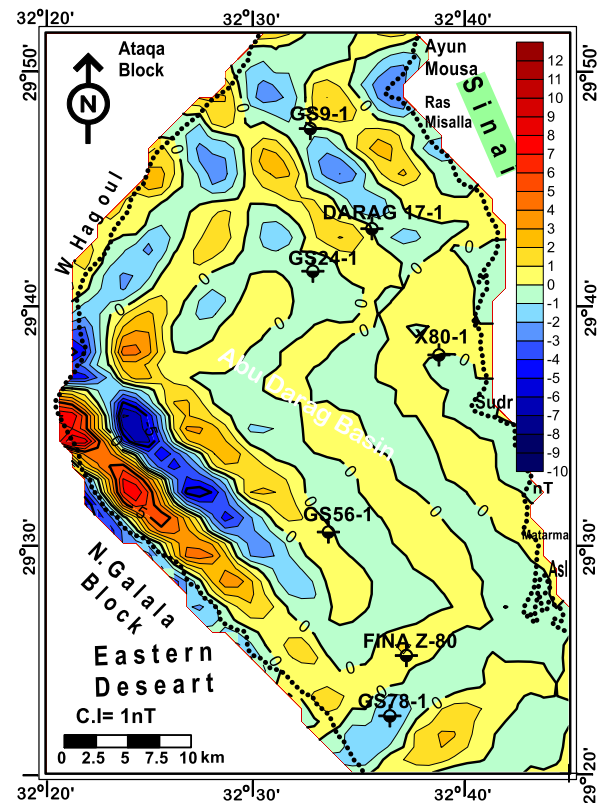 32°20' 32°30' 32°40'
29°50'
Ataqa
Block
N
Ayun
Mousa
Ras
Misalla
Sinai
GS9-1
W. Hagoul
DARAG 17-1
GS24-1
29°40'
X80-1
Abu Darag Basin
Sudr
12
11
10
9
8
7
6
5
4
3
2
1
0
-1
-2
-3
-4
-5
-6
-7
-8
-9
-10
nT
GS56-1
Matarma
Asl
29°30'
N.Galala
Block
FINA Z-80
Eastern
Deseart
GS78-1
C.I= 1nT
0 2.5 5 7.5 10 km
29°20'
32°20' 32°30' 32°40'